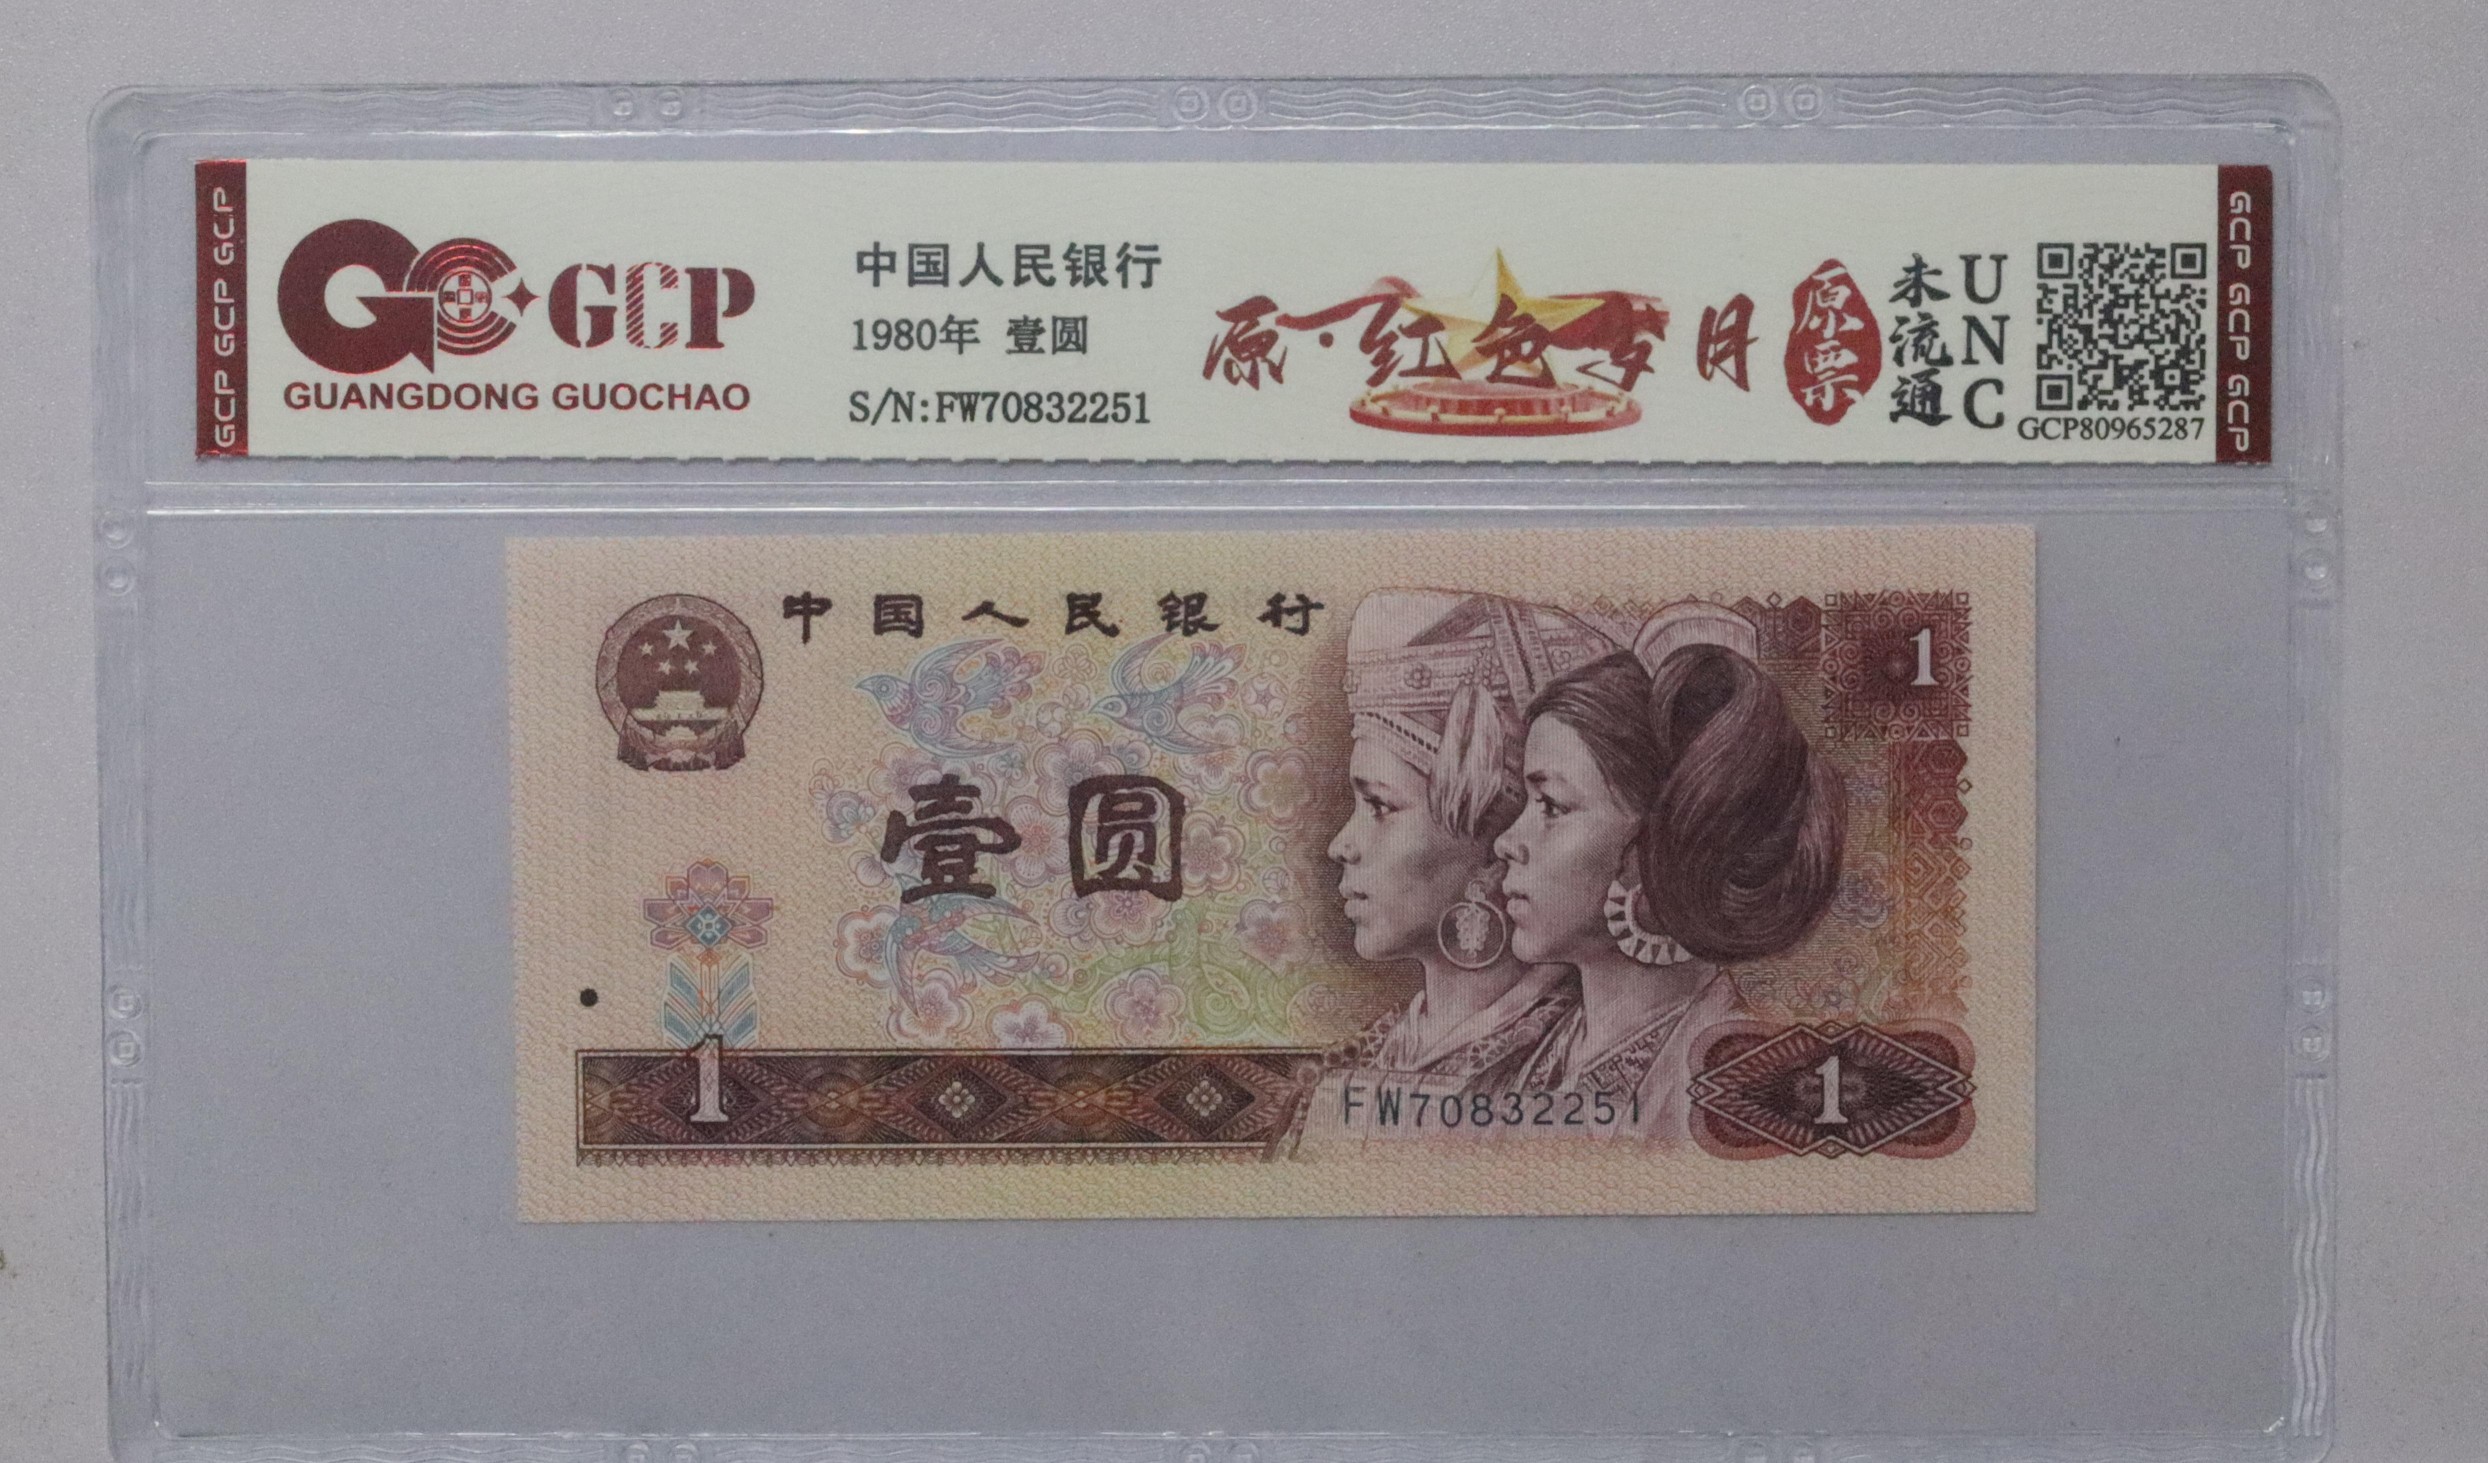 GCP GCP GCP
GC GCP
GUANGDONG GUOCHAO
中国人民银行
1980年 壹圆
S/N:FW70832251
原·红色岁月
原票
未流通
UNC
GCP80965287
GCP GCP GCP
中国人民银行
1
壹圆
1
FW70832251
1